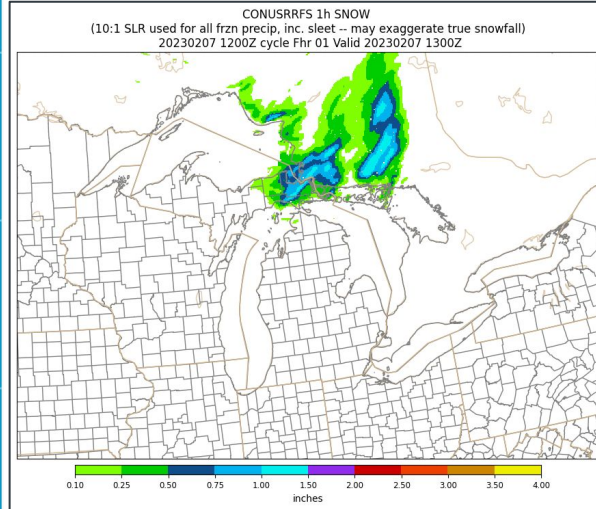 CONUSRRFS 1h SNOW
(10:1 SLR used for all frzn precip, inc. sleet -- may exaggerate true snowfall)
20230207 1200Z cycle Fhr 01 Valid 20230207 1300Z
0.10 0.25 0.50 0.75 1.00 1.50 2.00 2.50 3.00 3.50 4.00
inches